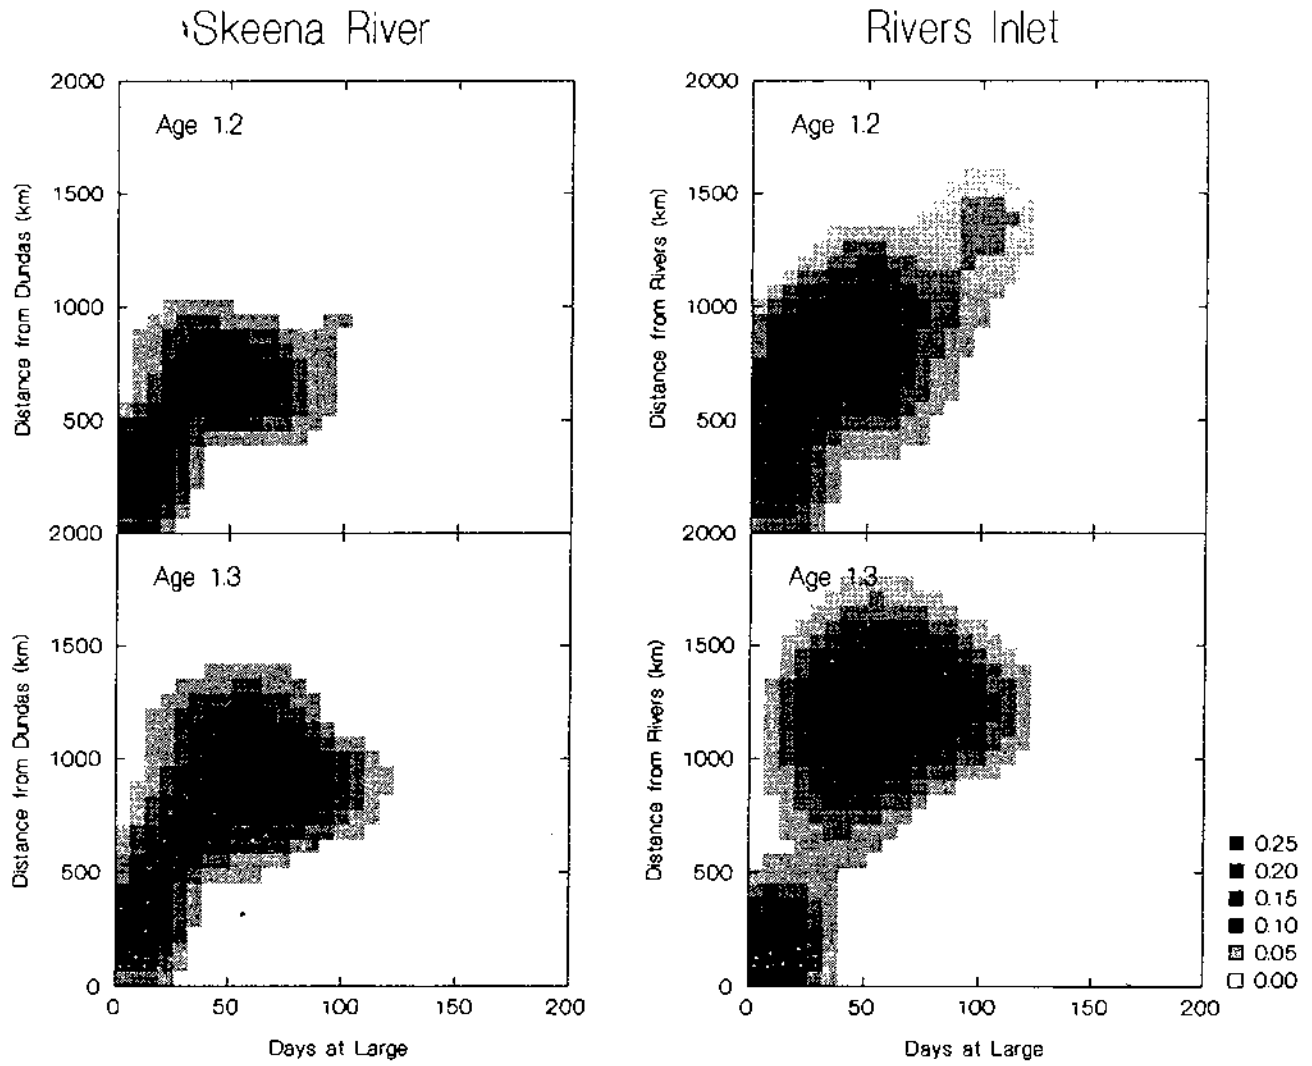 Skeena River
Rivers Inlet
2000
1500
1000
500
2000
Distance from Dundas (km)
Age 1.2
2000
1500
1000
500
2000
Distance from Rivers (km)
Age 1.2
1500
1000
500
0
Distance from Dundas (km)
Age 1.3
0
50
100
150
200
Days at Large
1500
1000
500
0
Distance from Rivers (km)
Age 1.3
0
50
100
150
200
Days at Large
0.25
0.20
0.15
0.10
0.05
0.00